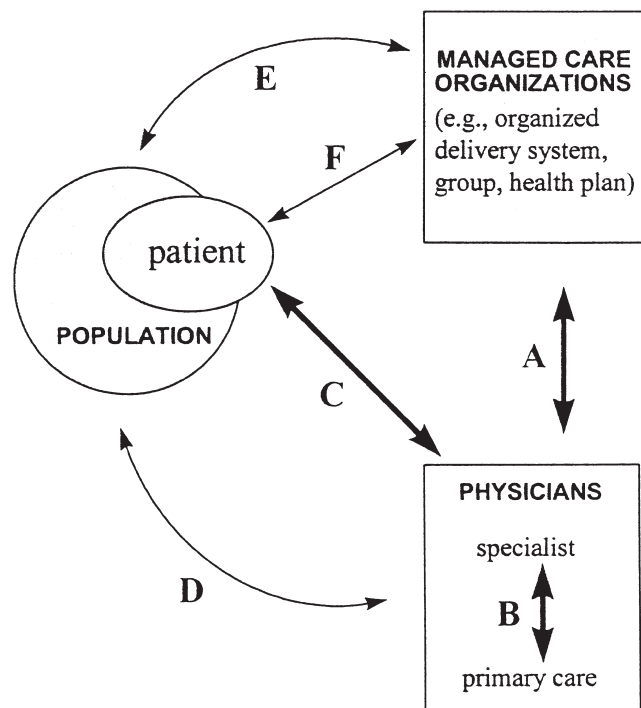 E
MANAGED CARE
ORGANIZATIONS
(e.g., organized
delivery system,
group, health plan)
F
patient
POPULATION
A
C
PHYSICIANS
specialist
D
B
primary care